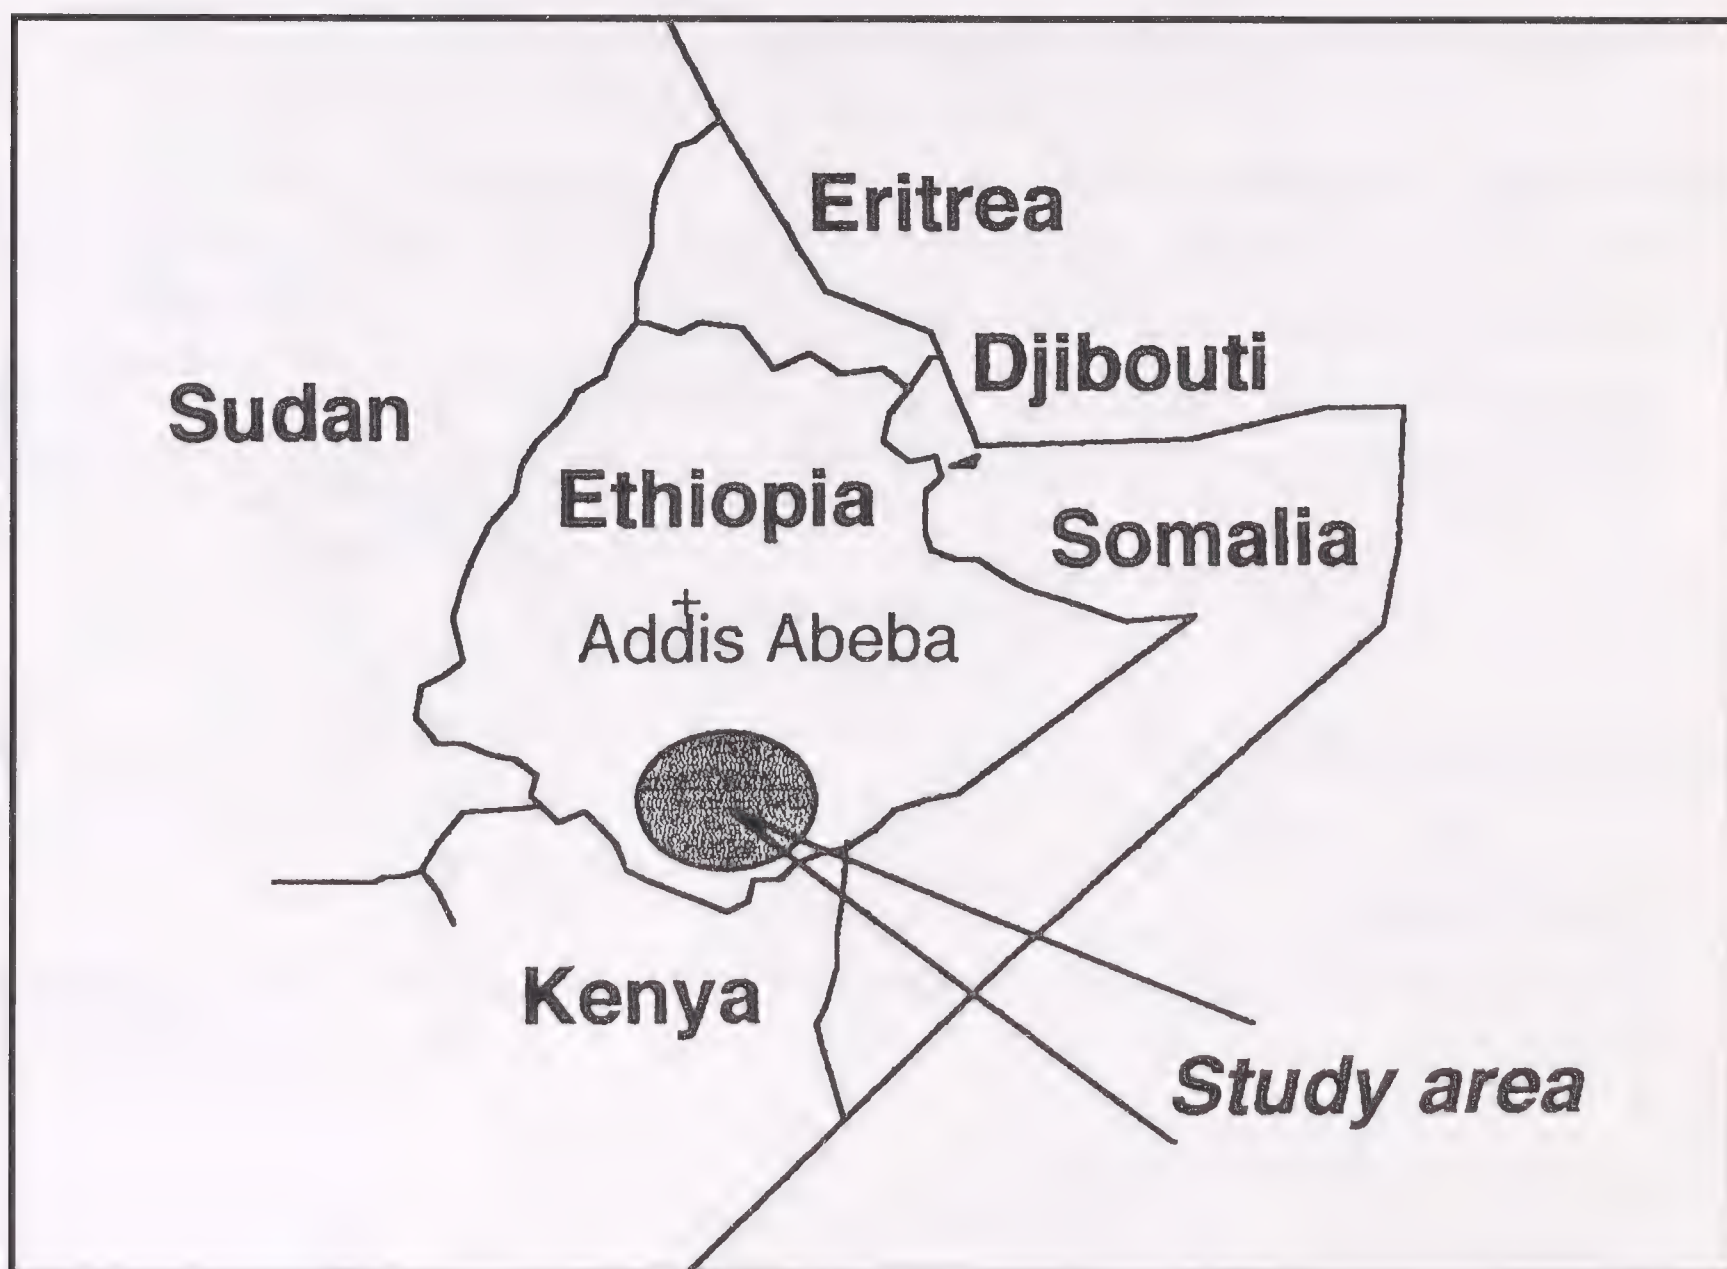 Eritrea
Djibouti
Sudan
Ethiopia
Somalia
Addis Abeba
Kenya
Study area